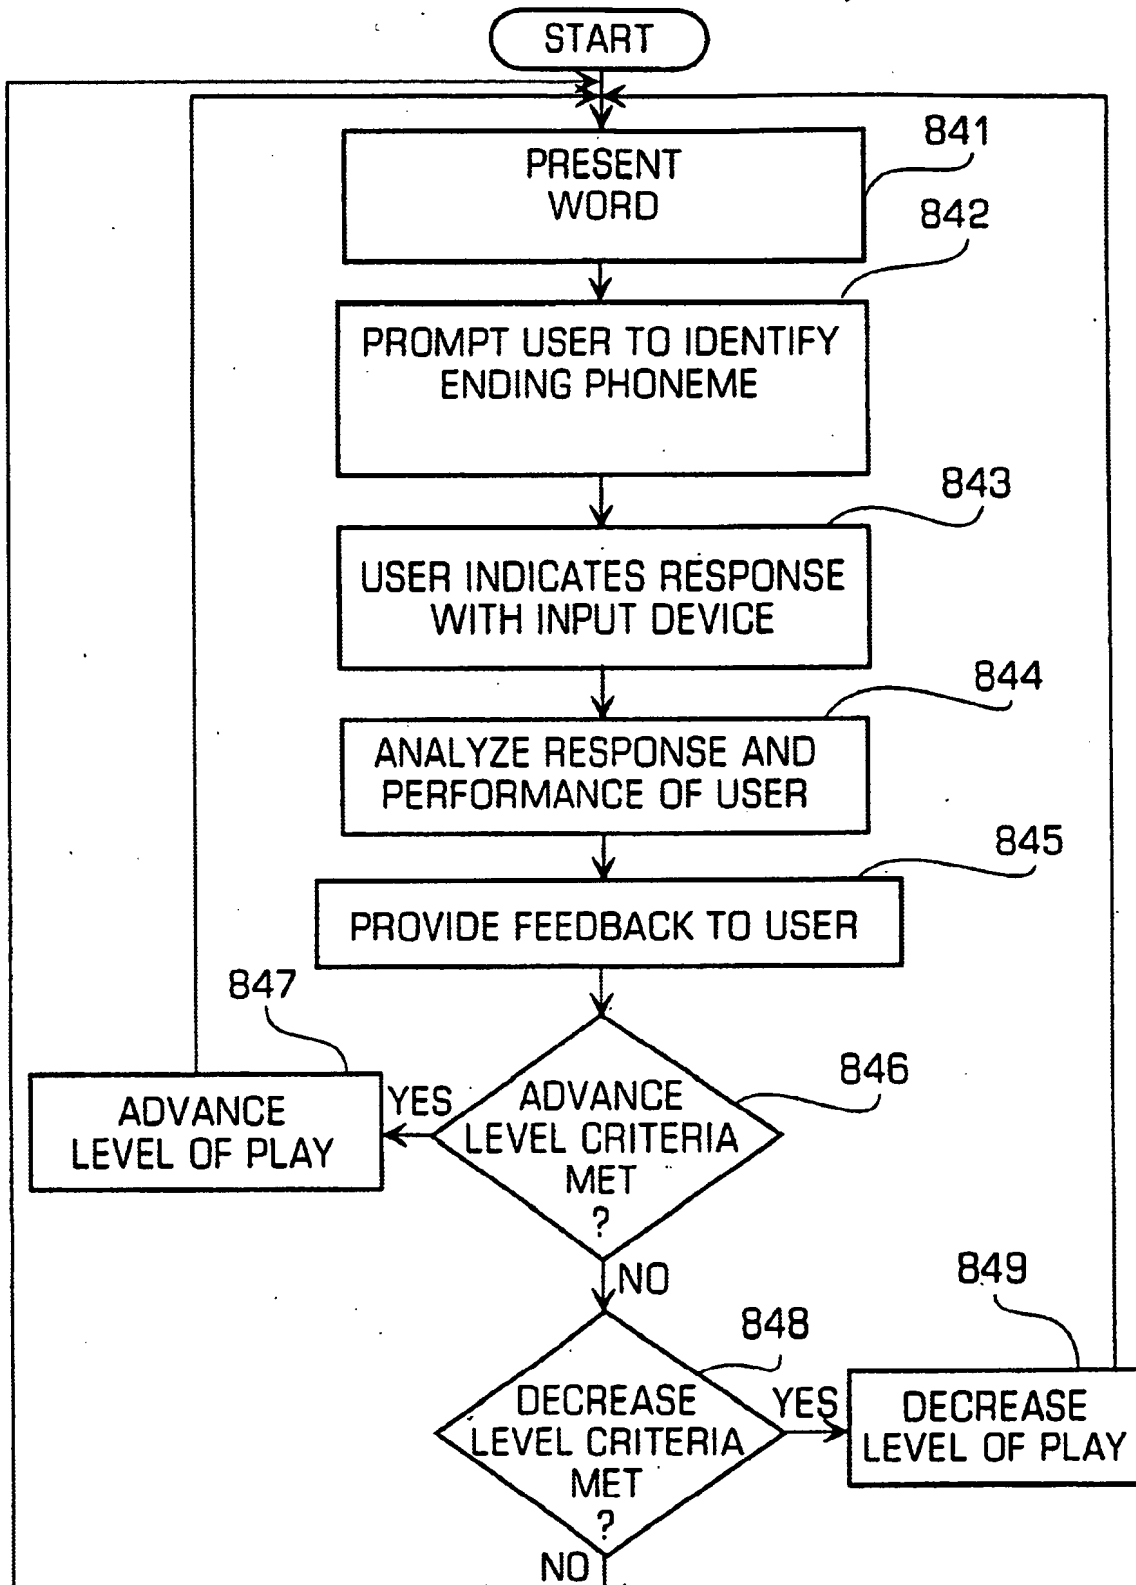 START
PRESENT
WORD
841
842
PROMPT USER TO IDENTIFY
ENDING PHONEME
843
USER INDICATES RESPONSE
WITH INPUT DEVICE
844
ANALYZE RESPONSE AND
PERFORMANCE OF USER
845
PROVIDE FEEDBACK TO USER
847
846
ADVANCE
LEVEL OF PLAY
YES
ADVANCE
LEVEL CRITERIA
MET
?
NO
849
848
DECREASE
LEVEL CRITERIA
MET
?
YES
DECREASE
LEVEL OF PLAY
NO